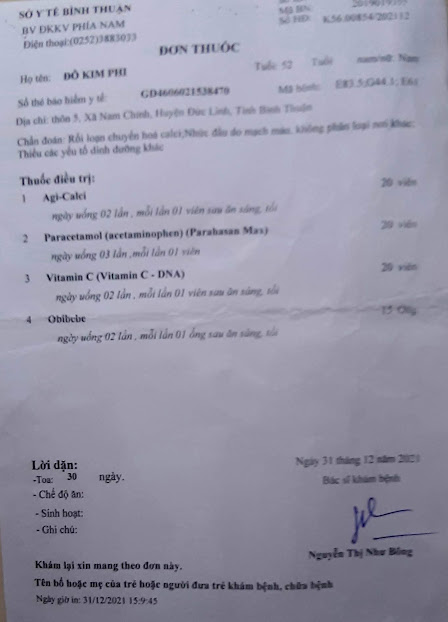 SỞ Y TẾ BÌNH THUẬN
BV ĐKKV PHÍA NAM
Điện thoại:(0252)3883033
Mã BN:
Số HĐ: K56.00854/202112
ĐƠN THUỐC
Họ tên: ĐỖ KIM PHI Tuổi: 52 Tuổi nam/nữ: Nam
Số thẻ bảo hiểm y tế: GD4606021538470 Mã bệnh: E83.5;G44.1; E61
Địa chỉ: thôn 5, Xã Nam Chính, Huyện Đức Linh, Tỉnh Bình Thuận
Chẩn đoán: Rối loạn chuyển hoá calci;Nhức đầu do mạch máu, không phân loại nơi khác;
Thiếu các yếu tố dinh dưỡng khác
Thuốc điều trị:
1 Agi-Calci 20 viên
ngày uống 02 lần , mỗi lần 01 viên sau ăn sáng, tối
2 Paracetamol (acetaminophen) (Parahasan Max) 20 viên
ngày uống 03 lần ,mỗi lần 01 viên
3 Vitamin C (Vitamin C - DNA) 20 viên
ngày uống 02 lần , mỗi lần 01 viên sau ăn sáng, tối
4 Obibebe 15 Ống
ngày uống 02 lần , mỗi lần 01 ống sau ăn sáng, tối
Lời dặn:
-Toa: 30 ngày.
- Chế độ ăn:
- Sinh hoạt:
- Ghi chú:
Ngày 31 tháng 12 năm 2021
Bác sĩ khám bệnh
Nguyễn Thị Như Bông
Khám lại xin mang theo đơn này.
Tên bố hoặc mẹ của trẻ hoặc người đưa trẻ khám bệnh, chữa bệnh
Ngày giờ in: 31/12/2021 15:9:45